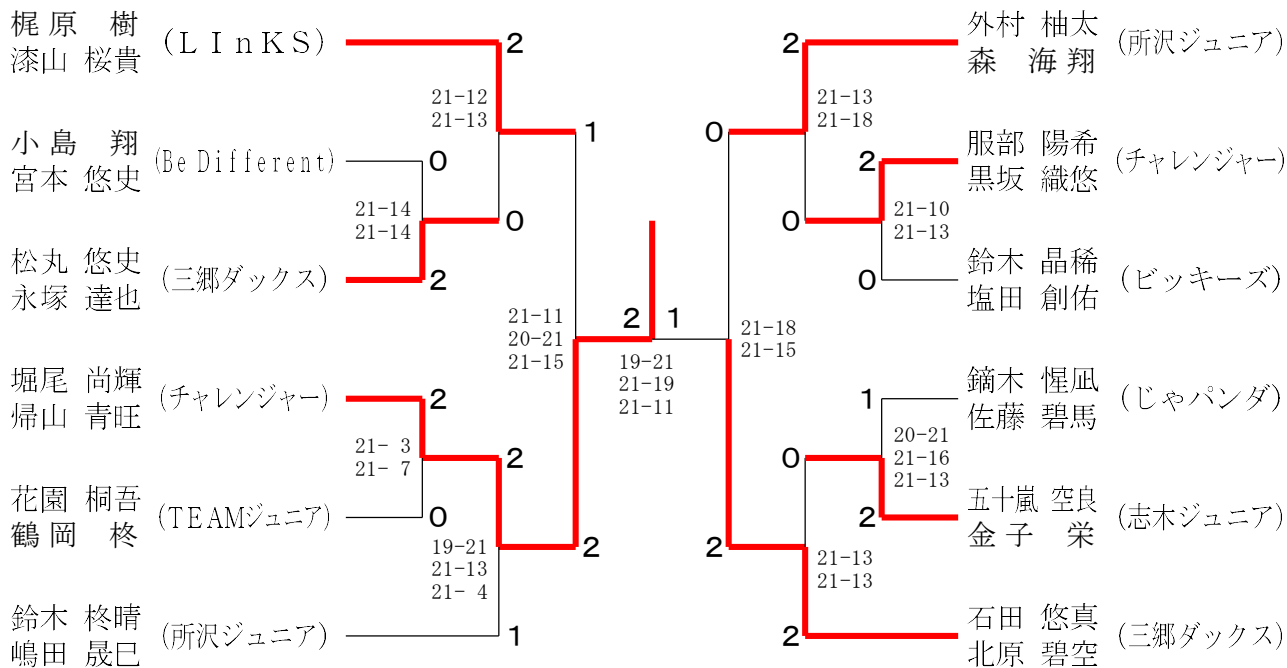 梶原 樹
漆山 桜貴
(LInKS)
2
21-12
21-13
1
小島 翔
宮本 悠史
(Be Different)
0
21-14
21-14
0
松丸 悠史
永塚 達也
(三郷ダックス)
2
21-11
20-21
21-15
堀尾 尚輝
帰山 青旺
(チャレンジャー)
2
21- 3
21- 7
2
花園 桐吾
鶴岡 柊
(TEAMジュニア)
0
19-21
21-13
21- 4
2
鈴木 柊晴
嶋田 晟巳
(所沢ジュニア)
1
2 1
19-21
21-19
21-11
外村 柚太
森 海翔
(所沢ジュニア)
2
21-13
21-18
0
服部 陽希
黒坂 織悠
(チャレンジャー)
2
21-10
21-13
0
鈴木 晶稀
塩田 創佑
(ビッキーズ)
0
21-18
21-15
鏑木 惺凪
佐藤 碧馬
(じゃパンダ)
1
20-21
21-16
21-13
0
五十嵐 空良
金子 栄
(志木ジュニア)
2
21-13
21-13
2
石田 悠真
北原 碧空
(三郷ダックス)
2